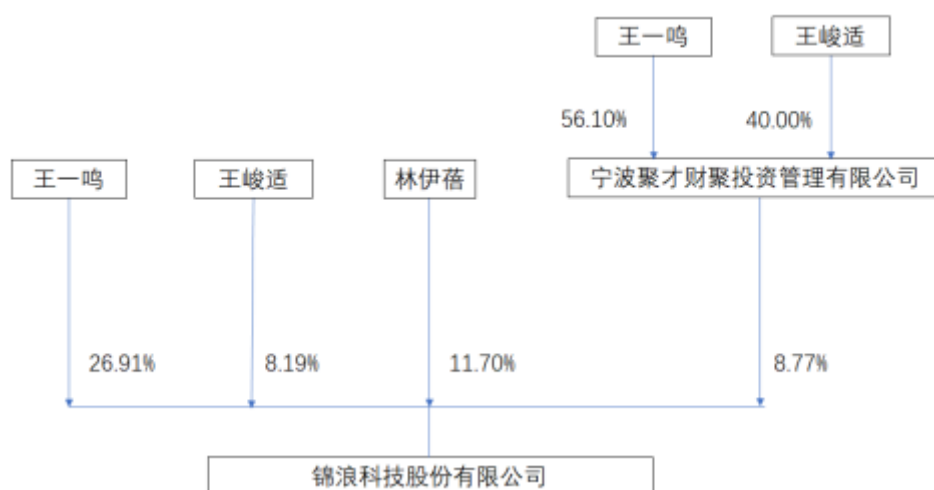 王一鸣
王峻适
56.10%
40.00%
王一鸣
王峻适
林伊蓓
宁波聚才财聚投资管理有限公司
26.91%
8.19%
11.70%
8.77%
锦浪科技股份有限公司